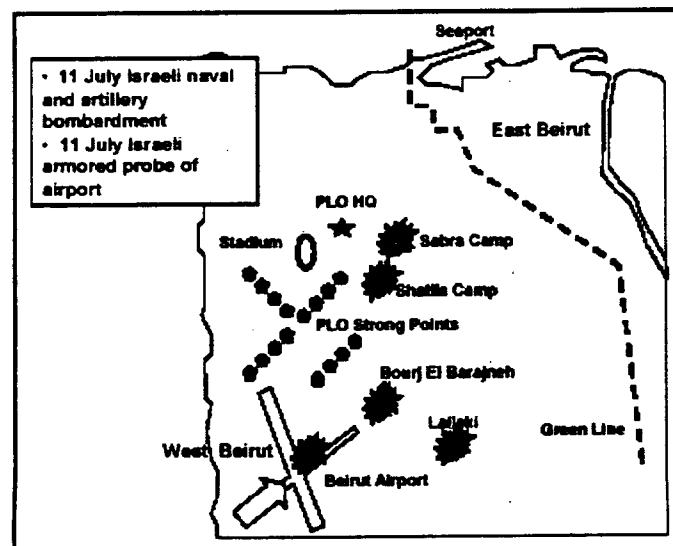 Seaport
• 11 July Israeli naval
and artillery
bombardment
• 11 July Israeli
armored probe of
airport
East Beirut
PLO HQ
Stadium
Sabra Camp
Shatila Camp
PLO Strong Points
Bourj El Barajneh
Lailaki
Green Line
West Beirut
Beirut Airport